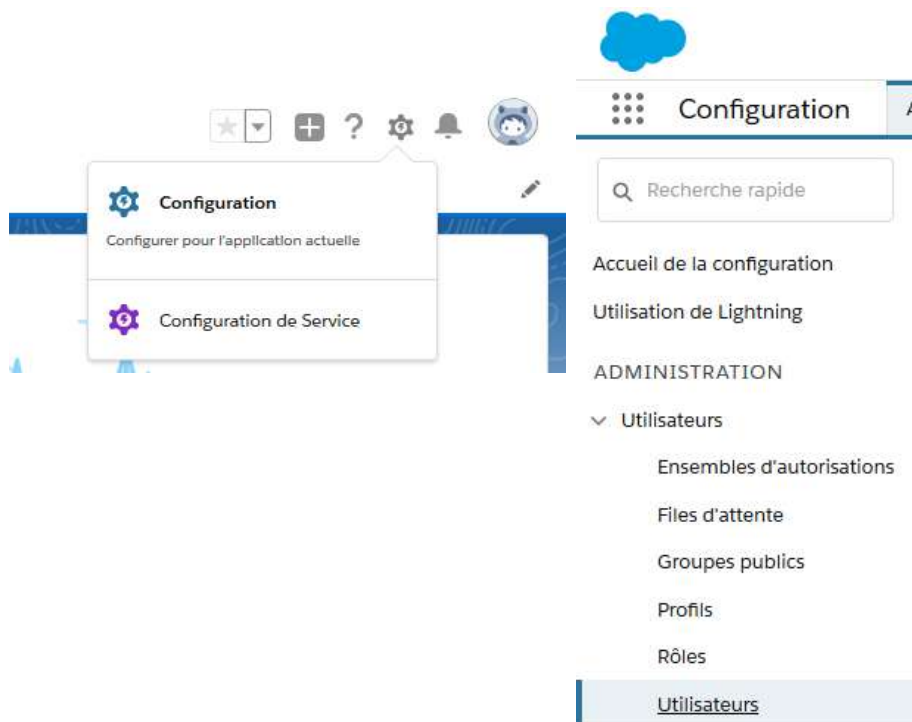 Configuration
Configurer pour l'application actuelle
Configuration de Service
Configuration
Recherche rapide
Accueil de la configuration
Utilisation de Lightning
ADMINISTRATION
Utilisateurs
Ensembles d'autorisations
Files d'attente
Groupes publics
Profils
Rôles
Utilisateurs